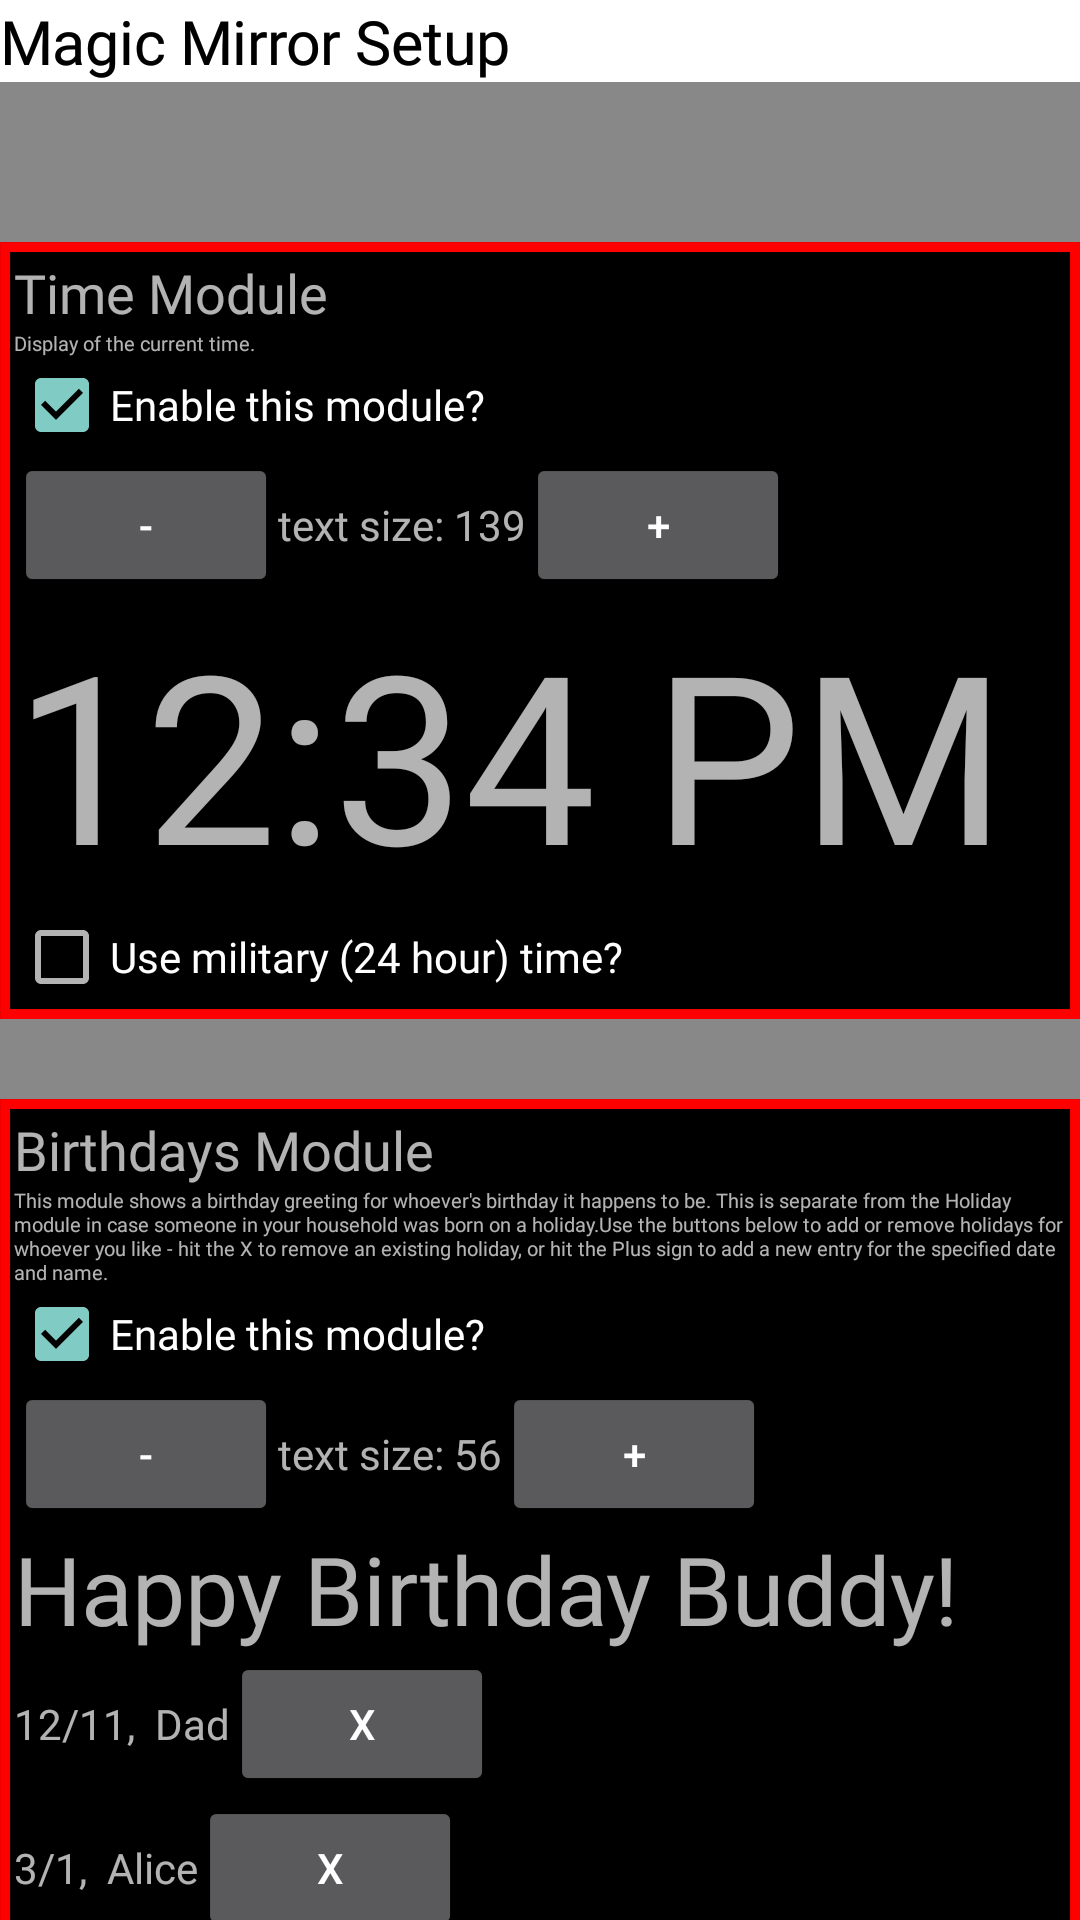 Magic Mirror Setup
Time Module
Display of the current time.
Enable this module?
- text size: 139 +
12:34 PM
Use military (24 hour) time?
Birthdays Module
This module shows a birthday greeting for whoever's birthday it happens to be. This is separate from the Holiday
module in case someone in your household was born on a holiday.Use the buttons below to add or remove holidays for
whoever you like - hit the X to remove an existing holiday, or hit the Plus sign to add a new entry for the specified date
and name.
Enable this module?
- text size: 56 +
Happy Birthday Buddy!
12/11, Dad X
3/1, Alice X